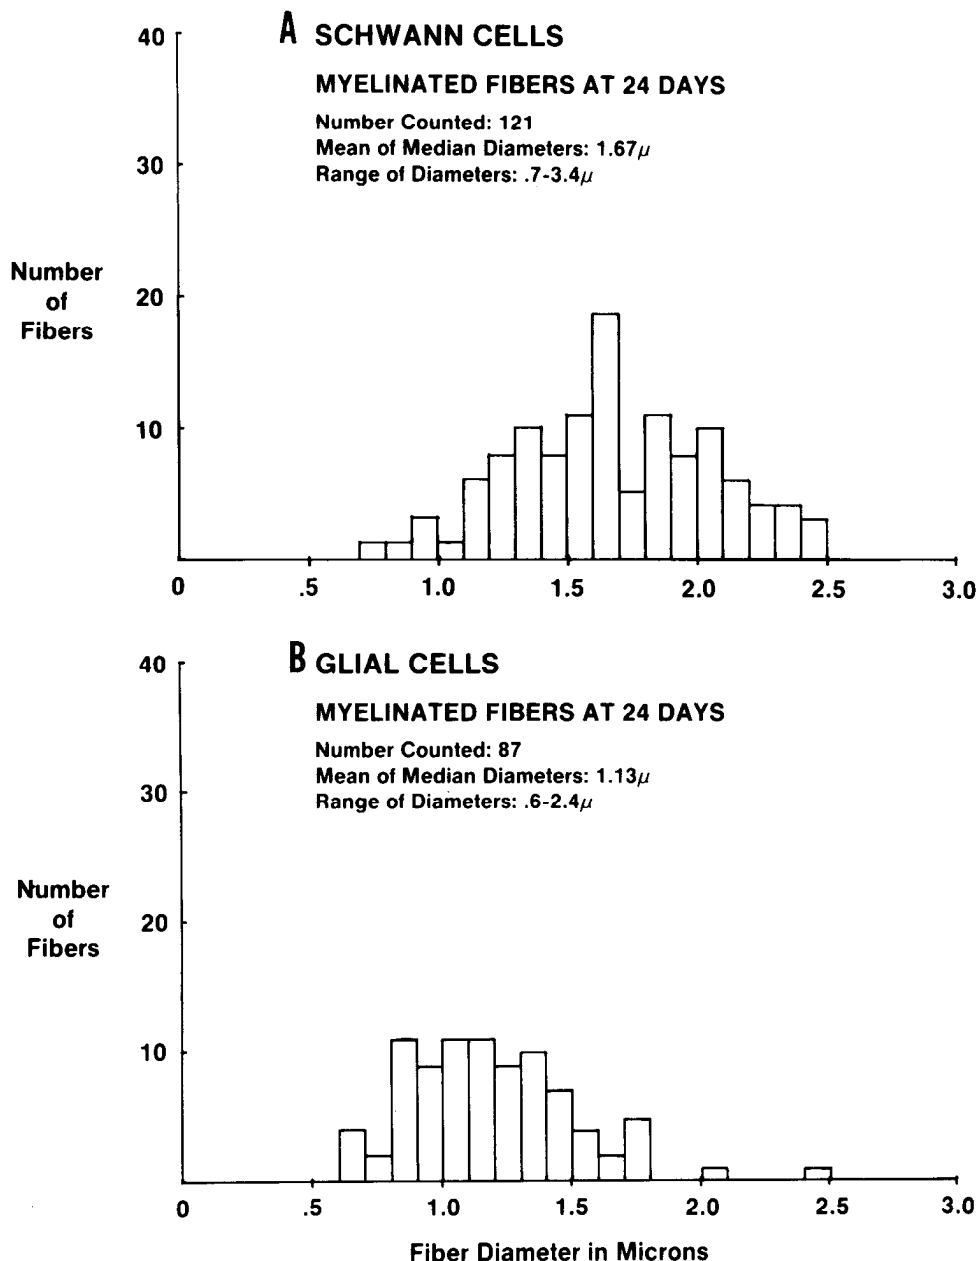 A SCHWANN CELLS
MYELINATED FIBERS AT 24 DAYS
Number Counted: 121
Mean of Median Diameters: 1.67μ
Range of Diameters: .7-3.4μ
40
30
20
10
Number
of
Fibers
0 .5 1.0 1.5 2.0 2.5 3.0
B GLIAL CELLS
MYELINATED FIBERS AT 24 DAYS
Number Counted: 87
Mean of Median Diameters: 1.13μ
Range of Diameters: .6-2.4μ
40
30
20
10
Number
of
Fibers
0 .5 1.0 1.5 2.0 2.5 3.0
Fiber Diameter in Microns